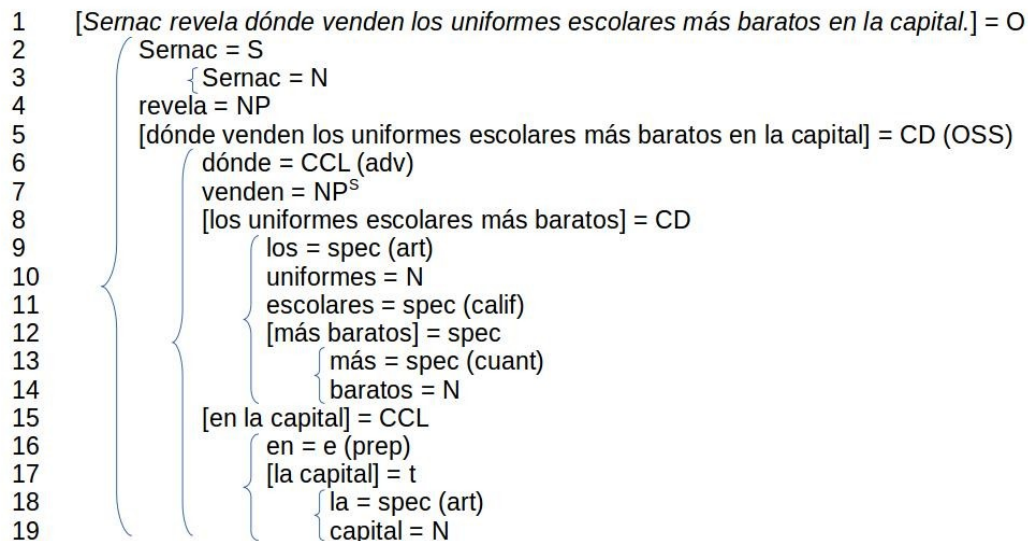 1 [Sernac revela dónde venden los uniformes escolares más baratos en la capital.] = O
2 Sernac = S
3 Sernac = N
4 revela = NP
5 [dónde venden los uniformes escolares más baratos en la capital] = CD (OSS)
6 dónde = CCL (adv)
7 venden = NPˢ
8 [los uniformes escolares más baratos] = CD
9 los = spec (art)
10 uniformes = N
11 escolares = spec (calif)
12 [más baratos] = spec
13 más = spec (cuant)
14 baratos = N
15 [en la capital] = CCL
16 en = e (prep)
17 [la capital] = t
18 la = spec (art)
19 capital = N